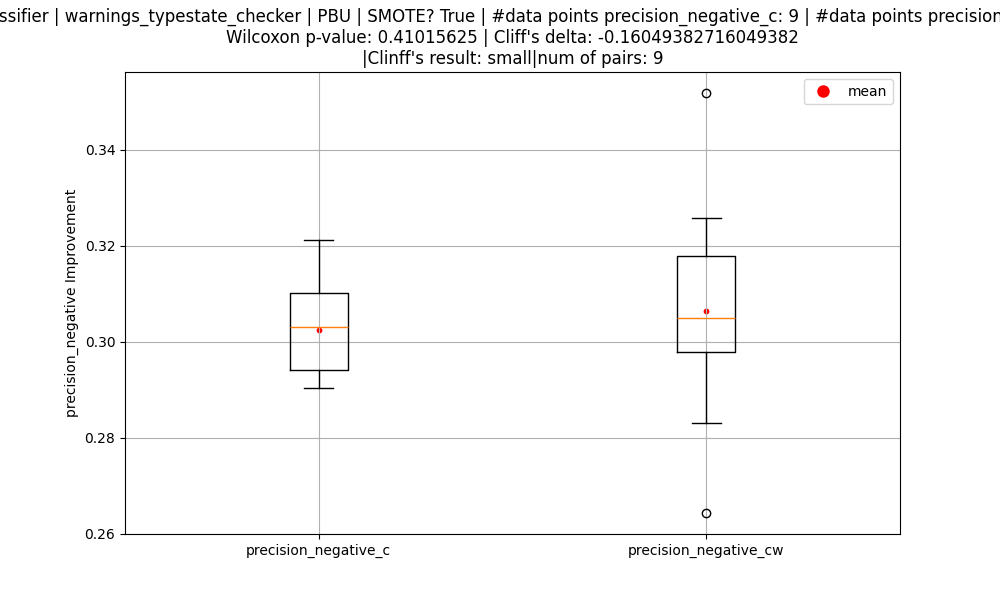 ssifier | warnings_typestate_checker | PBU | SMOTE? True | #data points precision_negative_c: 9 | #data points precision
Wilcoxon p-value: 0.41015625 | Cliff's delta: -0.16049382716049382
|Clinff's result: small|num of pairs: 9
mean
0.34
0.32
0.30
0.28
0.26
precision_negative Improvement
precision_negative_c
precision_negative_cw